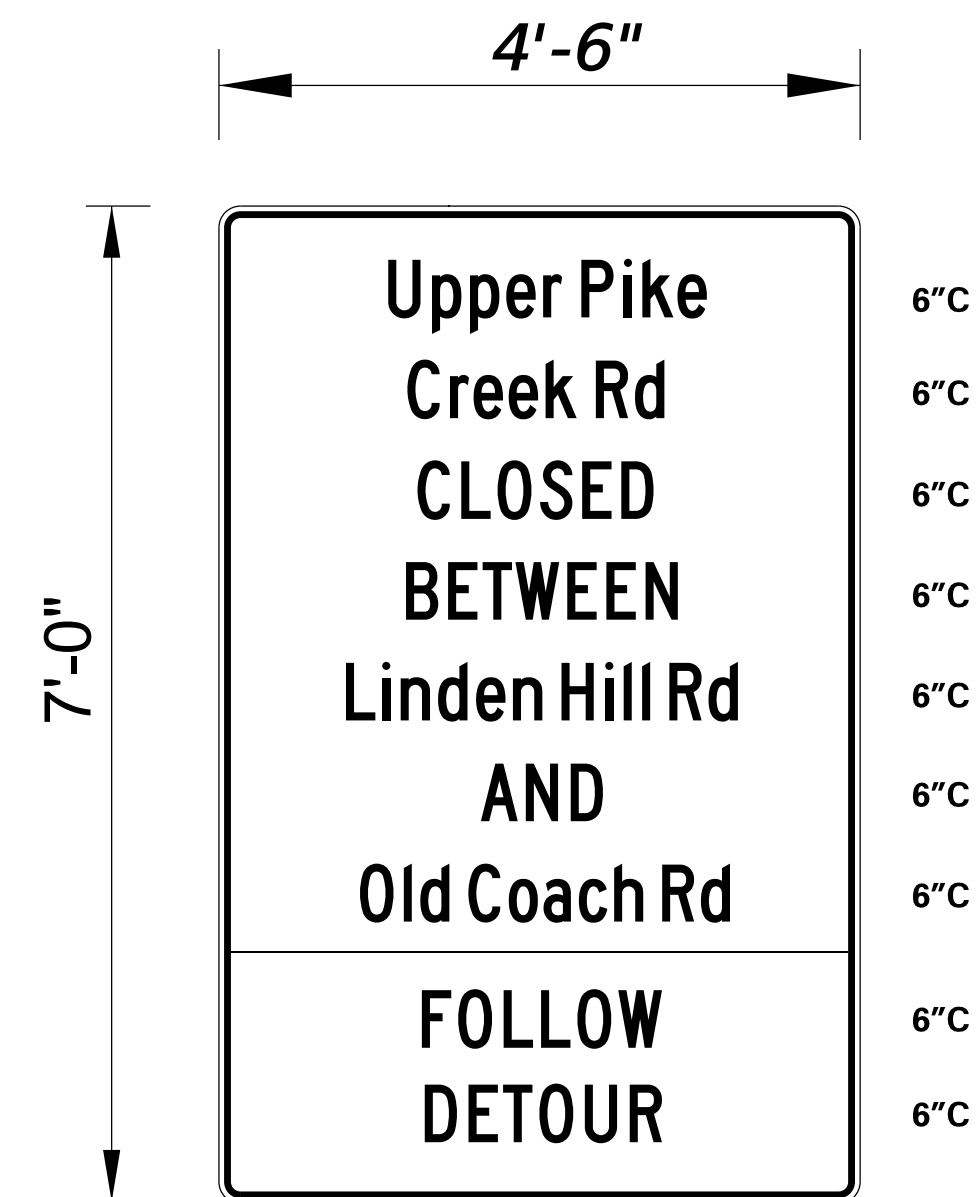 4'-6"
7'-0"
Upper Pike 6"C
Creek Rd 6"C
CLOSED 6"C
BETWEEN 6"C
Linden Hill Rd 6"C
AND 6"C
Old Coach Rd 6"C
FOLLOW 6"C
DETOUR 6"C